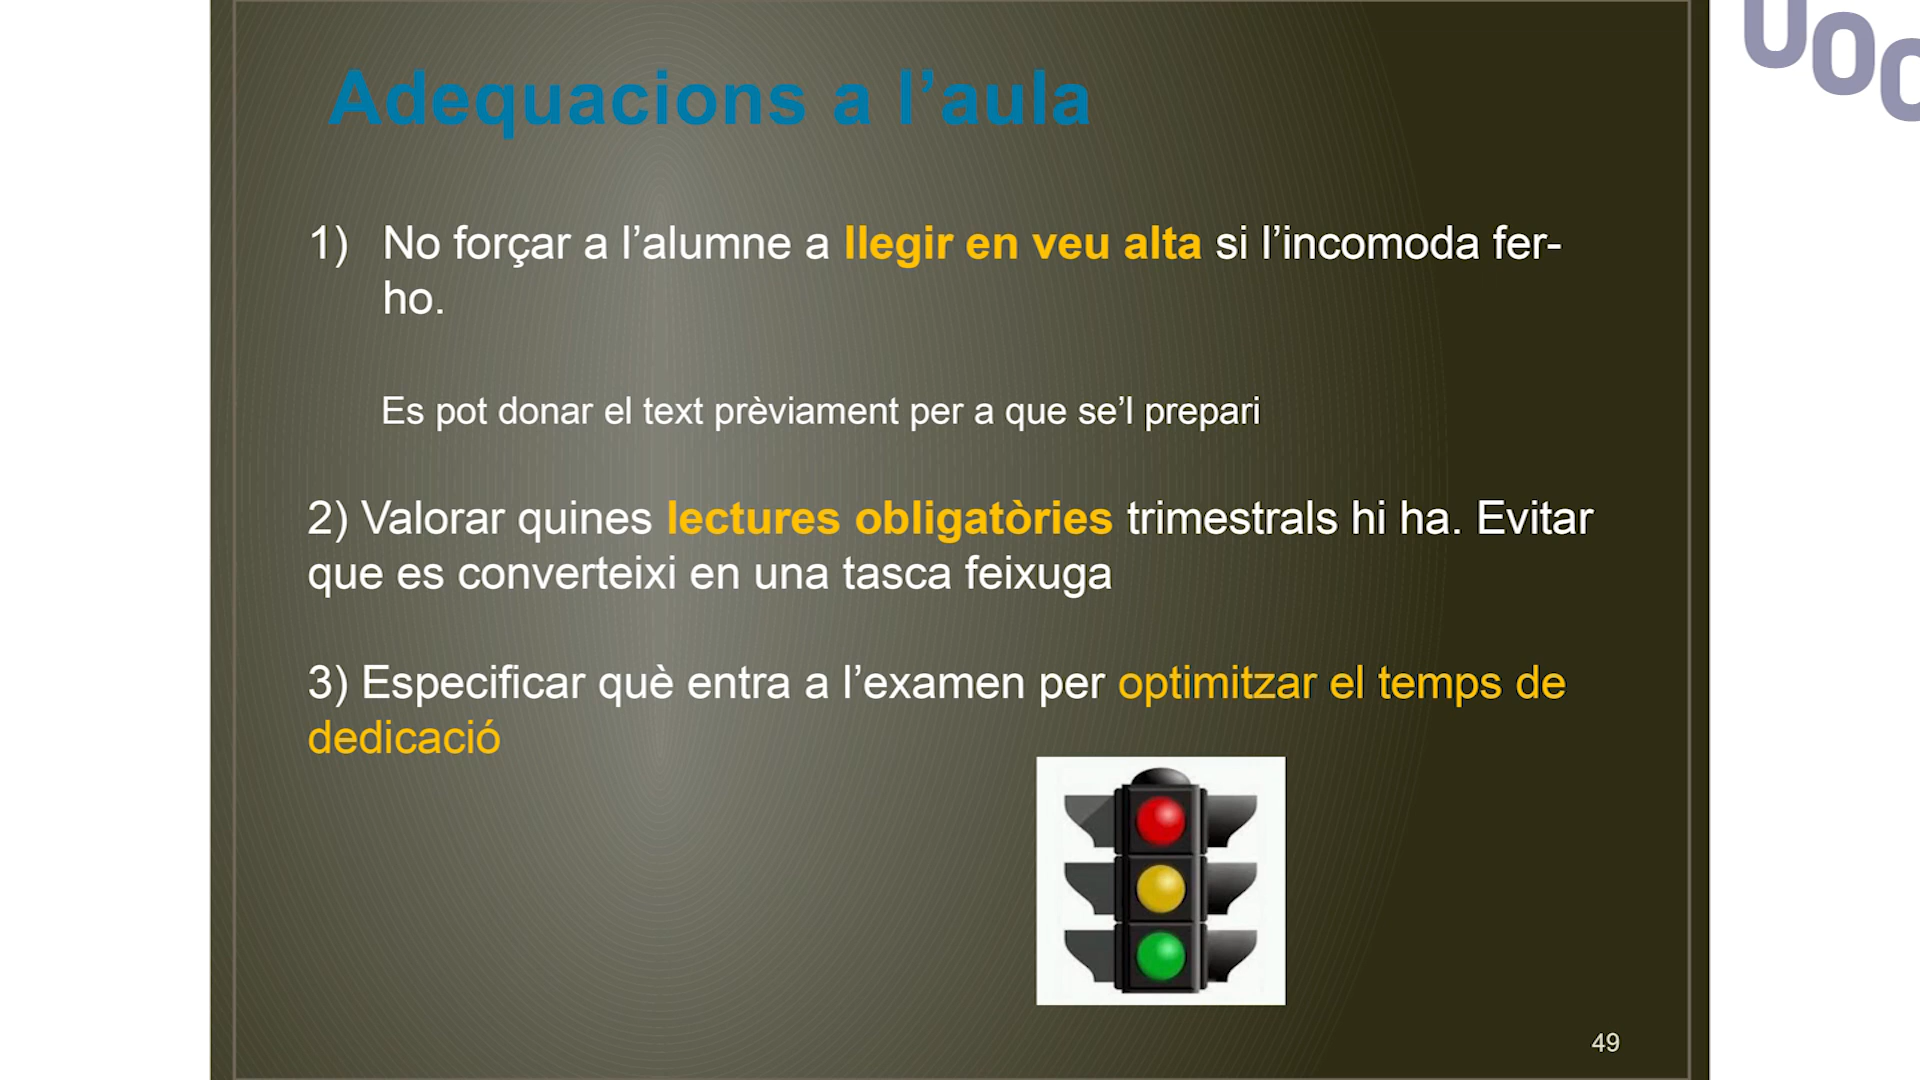 UOC
Adequacions a l’aula
1) No forçar a l’alumne a llegir en veu alta si l’incomoda fer-
ho.
Es pot donar el text prèviament per a que se’l prepari
2) Valorar quines lectures obligatòries trimestrals hi ha. Evitar
que es converteixi en una tasca feixuga
3) Especificar què entra a l’examen per optimitzar el temps de
dedicació
49